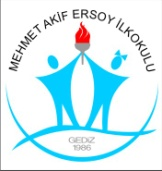 MEHMET AKİF ERSOY İLKOKULU
GEDİZ
1986